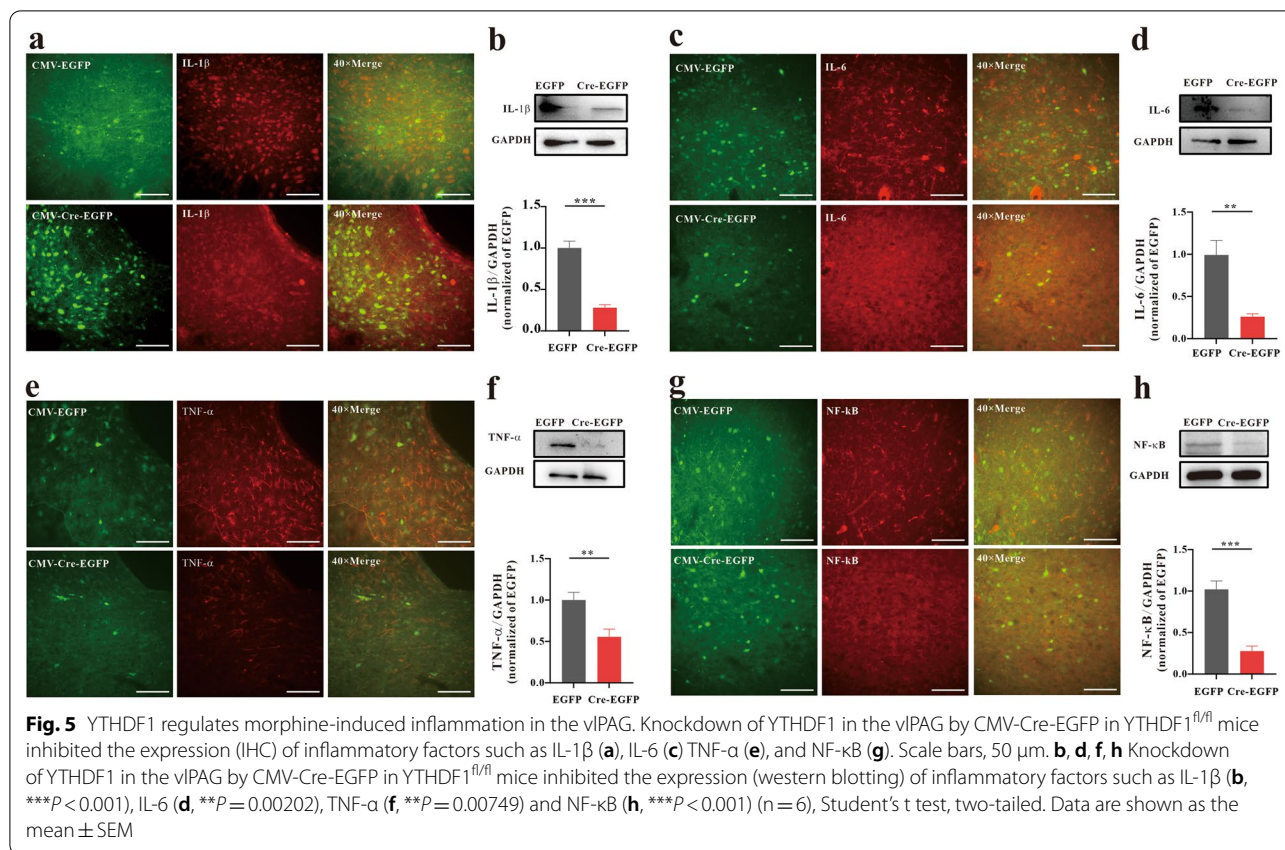 a
CMV-EGFP
IL-1β
40×Merge
CMV-Cre-EGFP
IL-1β
40×Merge
b
EGFP Cre-EGFP
IL-1β
GAPDH
***
1.5
1.0
0.5
0.0
IL-1β/GAPDH
(normalized of EGFP)
EGFP Cre-EGFP
c
CMV-EGFP
IL-6
40×Merge
CMV-Cre-EGFP
IL-6
40×Merge
d
EGFP Cre-EGFP
IL-6
GAPDH
**
1.5
1.0
0.5
0.0
IL-6/GAPDH
(normalized of EGFP)
EGFP Cre-EGFP
e
CMV-EGFP
TNF-α
40×Merge
CMV-Cre-EGFP
TNF-α
40×Merge
f
EGFP Cre-EGFP
TNF-α
GAPDH
**
1.5
1.0
0.5
0.0
TNF-α/GAPDH
(normalized of EGFP)
EGFP Cre-EGFP
g
CMV-EGFP
NF-kB
40×Merge
CMV-Cre-EGFP
NF-kB
40×Merge
h
EGFP Cre-EGFP
NF-κB
GAPDH
***
1.5
1.0
0.5
0.0
NF-κB/GAPDH
(normalized of EGFP)
EGFP Cre-EGFP
Fig. 5 YTHDF1 regulates morphine-induced inflammation in the vlPAG. Knockdown of YTHDF1 in the vlPAG by CMV-Cre-EGFP in YTHDF1fl/fl mice
inhibited the expression (IHC) of inflammatory factors such as IL-1β (a), IL-6 (c) TNF-α (e), and NF-κB (g). Scale bars, 50 μm. b, d, f, h Knockdown
of YTHDF1 in the vlPAG by CMV-Cre-EGFP in YTHDF1fl/fl mice inhibited the expression (western blotting) of inflammatory factors such as IL-1β (b,
***P < 0.001), IL-6 (d, **P = 0.00202), TNF-α (f, **P = 0.00749) and NF-κB (h, ***P < 0.001) (n = 6), Student's t test, two-tailed. Data are shown as the
mean ± SEM